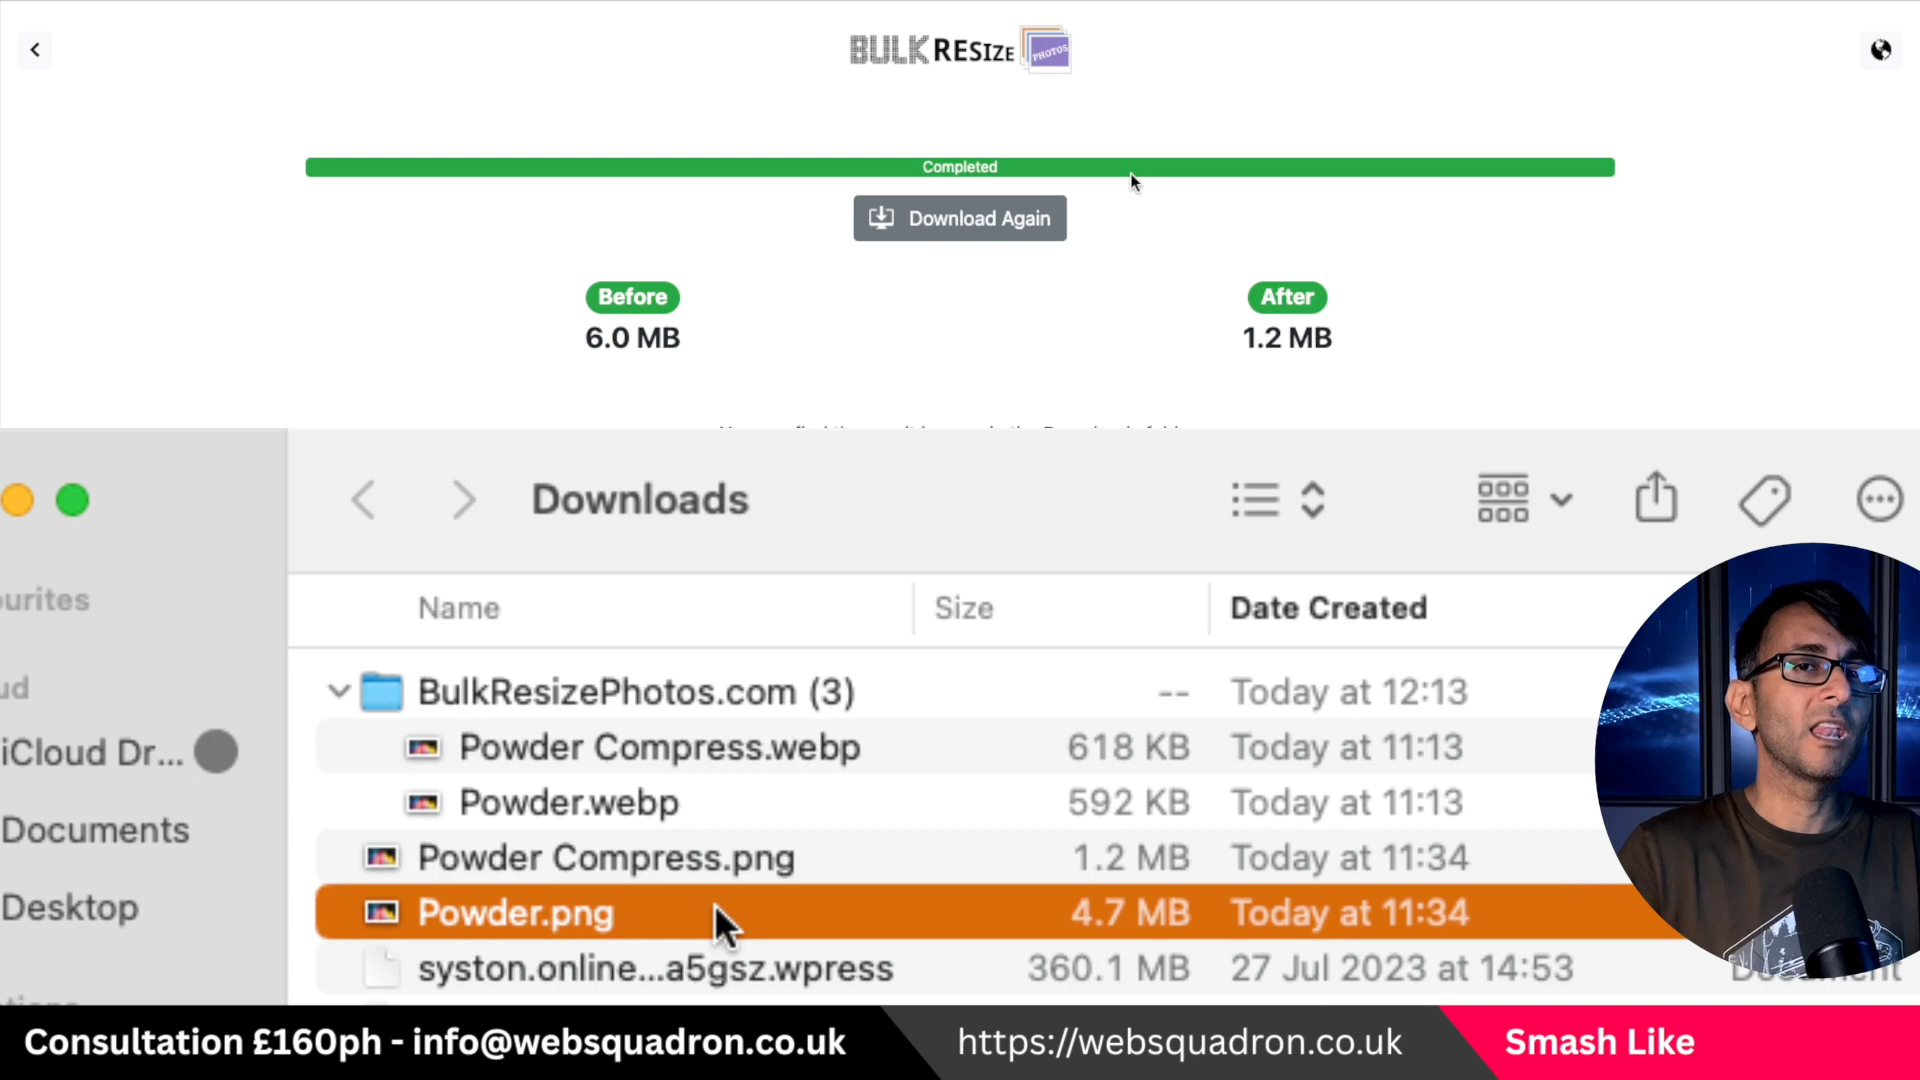 BULK RESIZE PHOTOS
Completed
Download Again
Before
After
6.0 MB
1.2 MB
Downloads
ourites
Name
Size
Date Created
ud
BulkResizePhotos.com (3)
--
Today at 12:13
iCloud Dr...
Powder Compress.webp
618 KB
Today at 11:13
Powder.webp
592 KB
Today at 11:13
Documents
Powder Compress.png
1.2 MB
Today at 11:34
Desktop
Powder.png
4.7 MB
Today at 11:34
syston.online...a5gsz.wpress
360.1 MB
27 Jul 2023 at 14:53
Consultation £160ph - info@websquadron.co.uk
https://websquadron.co.uk
Smash Like